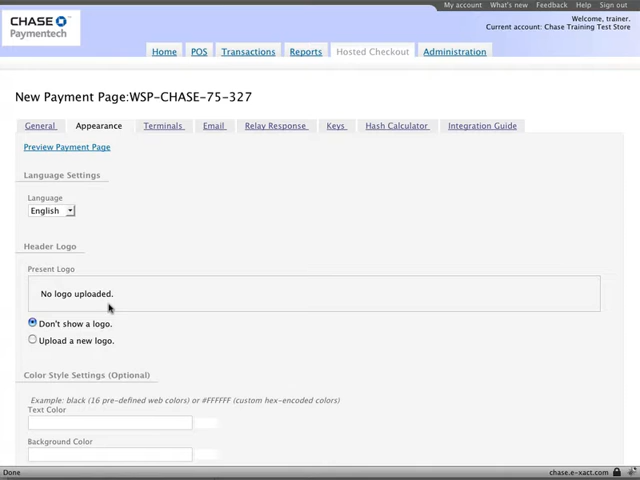 My account What's new Feedback Help Sign out
CHASE
Paymentech
Welcome, trainer.
Current account: Chase Training Test Store
Home POS Transactions Reports Hosted Checkout Administration
New Payment Page:WSP-CHASE-75-327
General Appearance Terminals Email Relay Response Keys Hash Calculator Integration Guide
Preview Payment Page
Language Settings
Language
English
Header Logo
Present Logo
No logo uploaded.
Don't show a logo.
Upload a new logo.
Color Style Settings (Optional)
Example: black (16 pre-defined web colors) or #FFFFFF (custom hex-encoded colors)
Text Color
Background Color
Done chase.e-xact.com